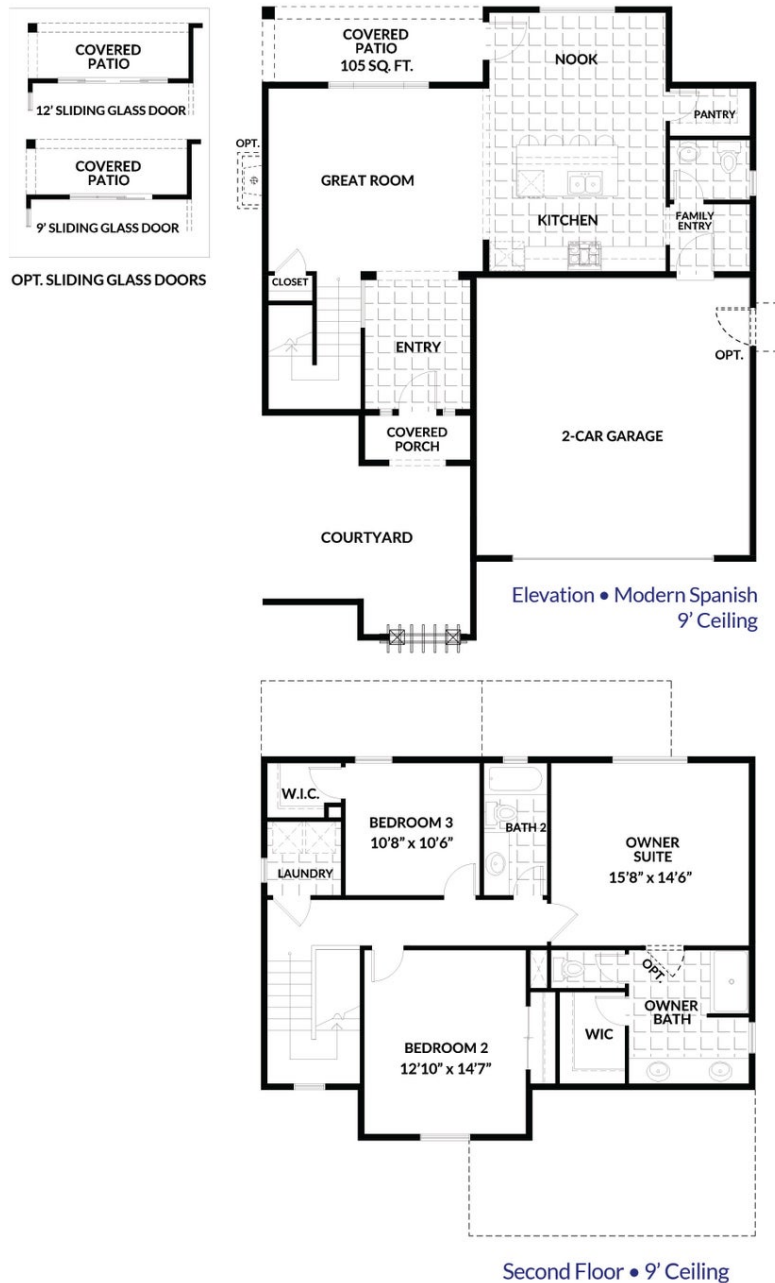 COVERED
PATIO
12' SLIDING GLASS DOOR
COVERED
PATIO
9' SLIDING GLASS DOOR
OPT. SLIDING GLASS DOORS
COVERED
PATIO
105 SQ. FT.
NOOK
PANTRY
OPT.
GREAT ROOM
KITCHEN
FAMILY
ENTRY
CLOSET
ENTRY
OPT.
COVERED
PORCH
2-CAR GARAGE
COURTYARD
Elevation • Modern Spanish
9' Ceiling
W.I.C.
BEDROOM 3
10'8" x 10'6"
BATH 2
LAUNDRY
OWNER
SUITE
15'8" x 14'6"
OPT.
OWNER
BATH
WIC
BEDROOM 2
12'10" x 14'7"
Second Floor • 9' Ceiling